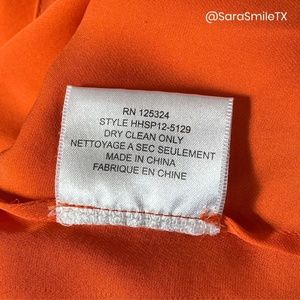 @SaraSmileTX
RN 125324
STYLE HHSP12-5129
DRY CLEAN ONLY
NETTOYAGE A SEC SEULEMENT
MADE IN CHINA
FABRIQUE EN CHINE